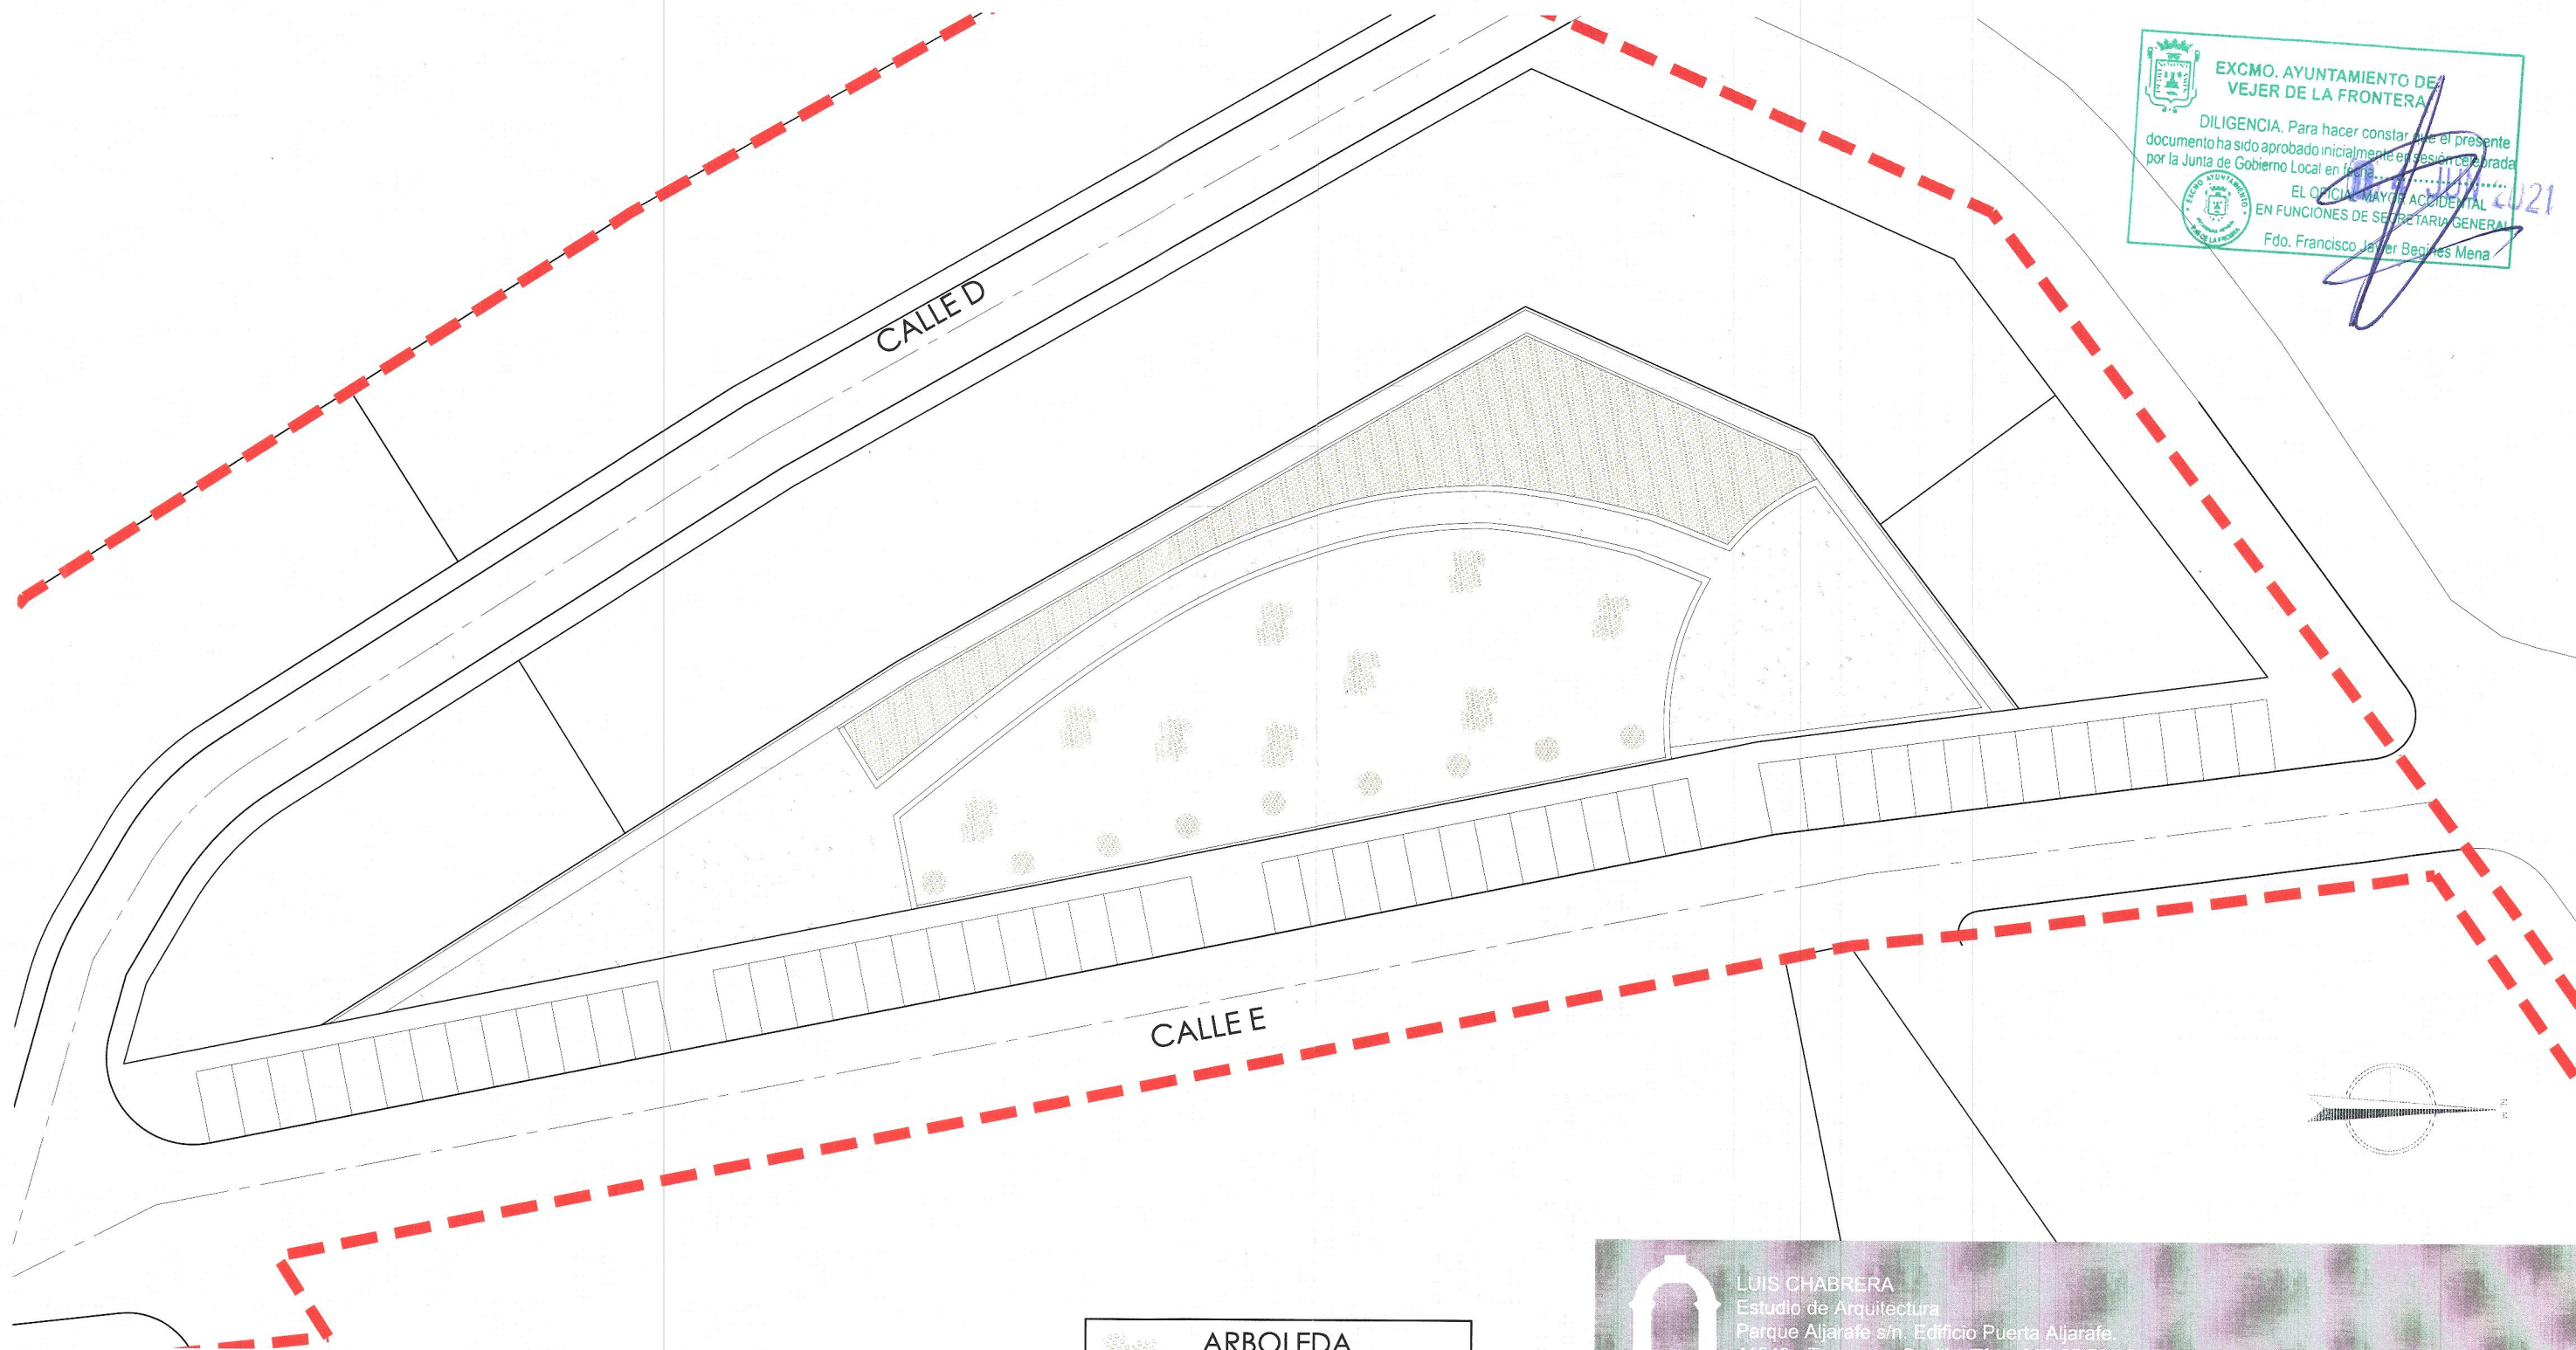 EXCMO. AYUNTAMIENTO DE
VEJER DE LA FRONTERA
DILIGENCIA. Para hacer constar que el presente
documento ha sido aprobado inicialmente en sesión celebrada
por la Junta de Gobierno Local en fecha
JUN 2021
EL OFICIAL MAYOR ACCIDENTAL
EN FUNCIONES DE SECRETARIA GENERAL
Fdo. Francisco Javier Begines Mena
CALLE D
CALLE E
ARBOLEDA
LUIS CHABRERA
Estudio de Arquitectura
Parque Aljarafe s/n. Edificio Puerta Aljarafe.